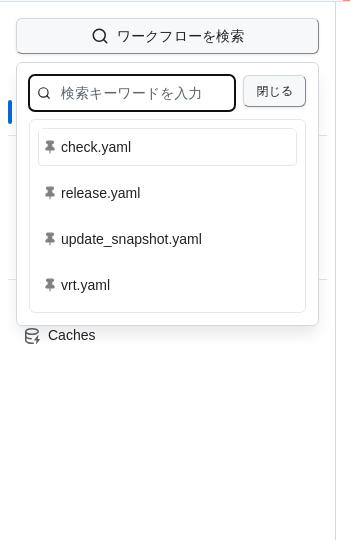 ワークフローを検索
検索キーワードを入力
閉じる
check.yaml
release.yaml
update_snapshot.yaml
vrt.yaml
Caches